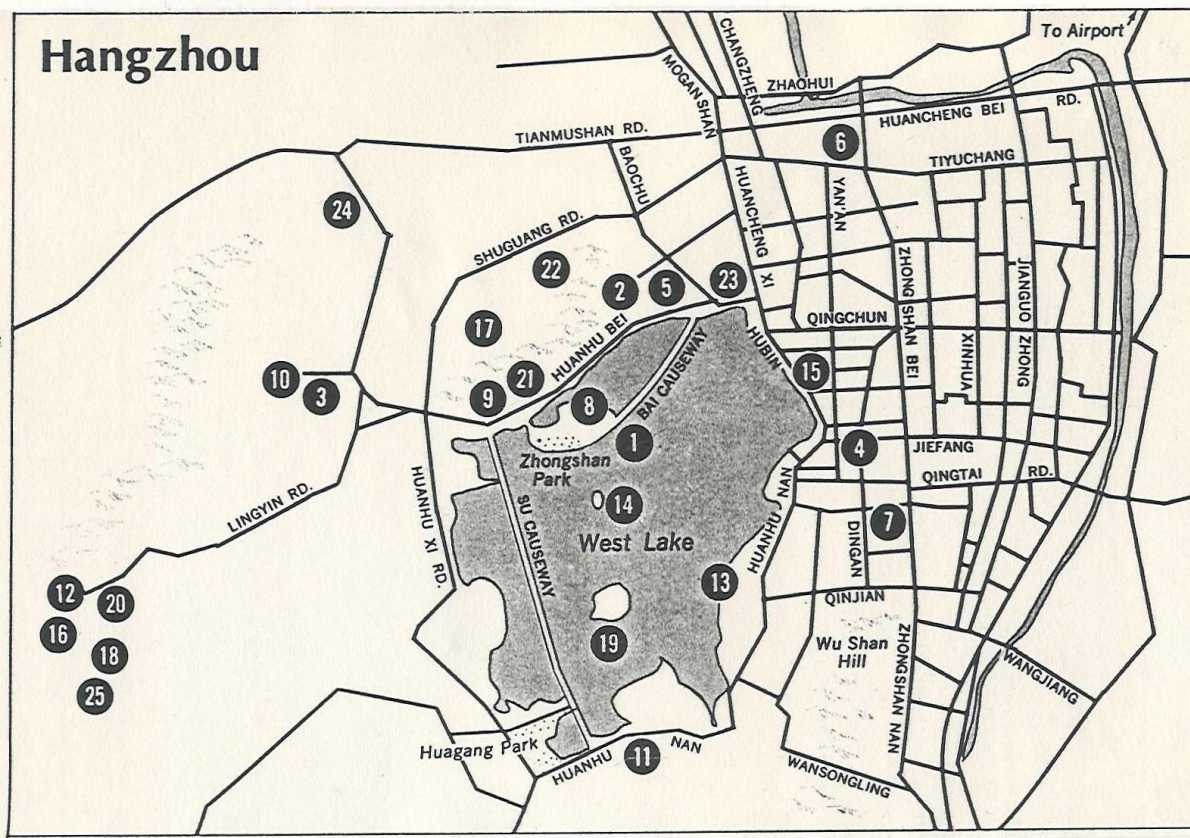 Hangzhou
To Airport
CHANGZHENG
MOGAN SHAN
ZHAOHUI
HUANCHENG BEI RD.
TIANMUSHAN RD.
6
TIYUCHANG
BAOCHU
HUANCHENG XI
YAN'AN
24
SHUGUANG RD.
22
2
5
23
ZHONG SHAN BEI
JIANGUO ZHONG
17
HUANHU BEI
QINGCHUN
BAI CAUSEWAY
HUBIN
XINHUA
10
3
9
21
8
15
1
4
JIEFANG
Zhongshan
Park
QINGTAI RD.
HUANHU XI RD.
SU CAUSEWAY
14
HUANHU NAN
7
LINGYIN RD.
West Lake
DINGAN
13
12
20
QINJIAN
16
19
Wu Shan
Hill
18
ZHONGSHAN NAN
WANGJIANG
25
Huagang Park
HUANHU NAN
11
WANSONGLING